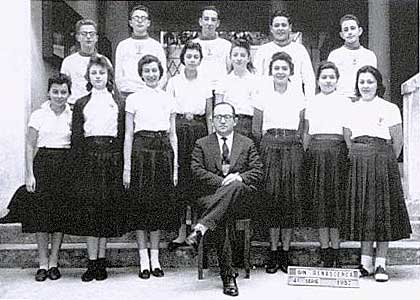 GIN RENASCENÇA
4ª SÉRIE 1957